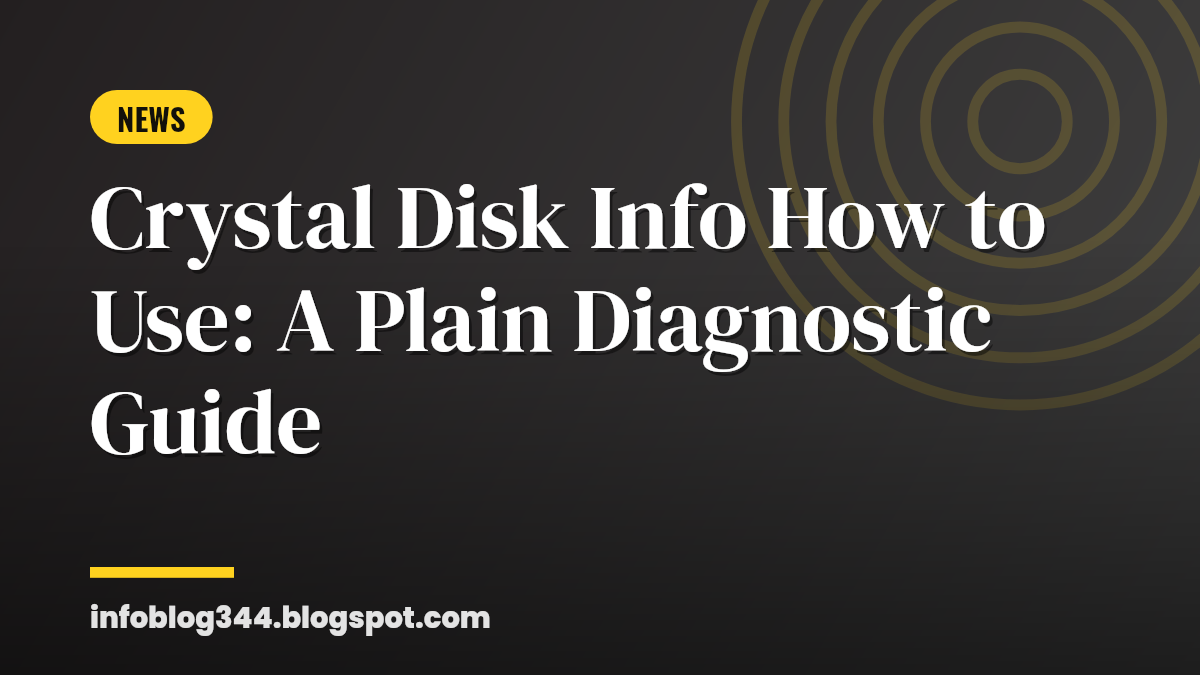 NEWS
Crystal Disk Info How to
Use: A Plain Diagnostic
Guide
infoblog344.blogspot.com